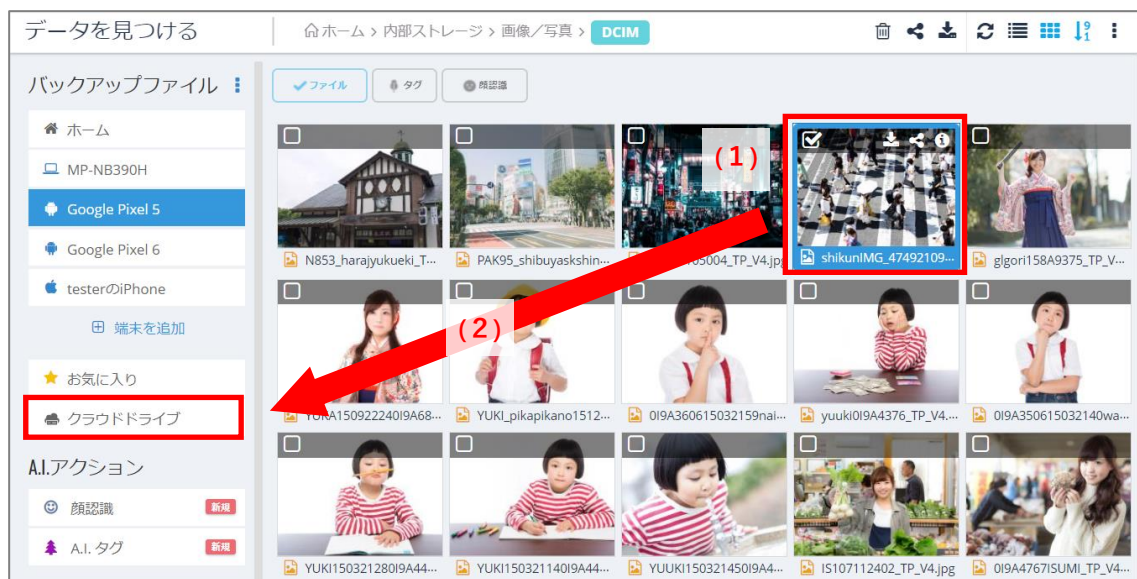 データを見つける
ホーム > 内部ストレージ > 画像／写真 > DCIM
バックアップファイル
ファイル
タグ
顔認識
ホーム
MP-NB390H
Google Pixel 5
Google Pixel 6
testerのiPhone
端末を追加
お気に入り
クラウドドライブ
A.I.アクション
顔認識 新規
A.I. タグ 新規
(1)
(2)
N853_harajyukueki_T...
PAK95_shibuyaskshin...
05004_TP_V4.jpg
shikunIMG_47492109...
glgori158A9375_TP_V...
YUKA150922240I9A68...
YUKI_pikapikano1512...
0I9A360615032159nai...
yuuki0I9A4376_TP_V4....
0I9A350615032140wa...
YUKI150321280I9A44...
YUKI150321140I9A44...
YUUKI150321450I9A4...
IS107112402_TP_V4.jpg
0I9A4767ISUMI_TP_V4...